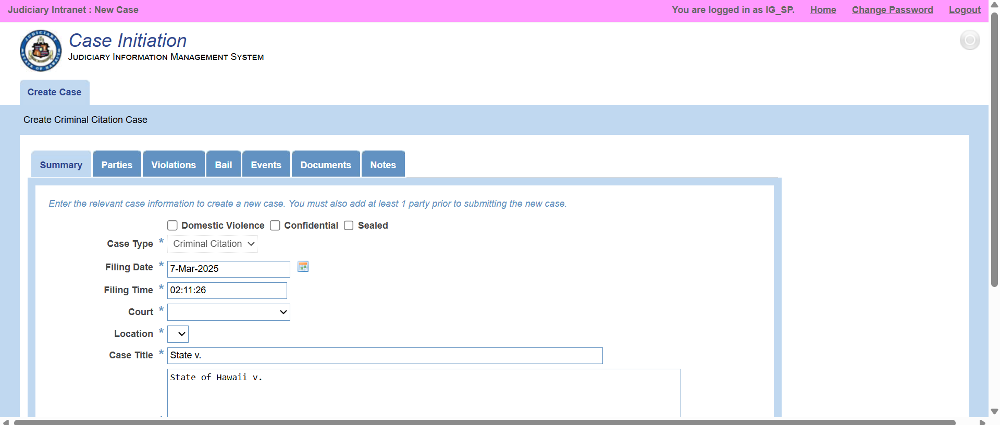 Judiciary Intranet : New Case
You are logged in as IG_SP. Home Change Password Logout
Case Initiation
JUDICIARY INFORMATION MANAGEMENT SYSTEM
JUDICIARY
STATE OF HAWAII
Create Case
Create Criminal Citation Case
Summary Parties Violations Bail Events Documents Notes
Enter the relevant case information to create a new case. You must also add at least 1 party prior to submitting the new case.
Domestic Violence Confidential Sealed
Case Type * Criminal Citation
Filing Date * 7-Mar-2025
Filing Time * 02:11:26
Court *
Location *
Case Title * State v.
State of Hawaii v.